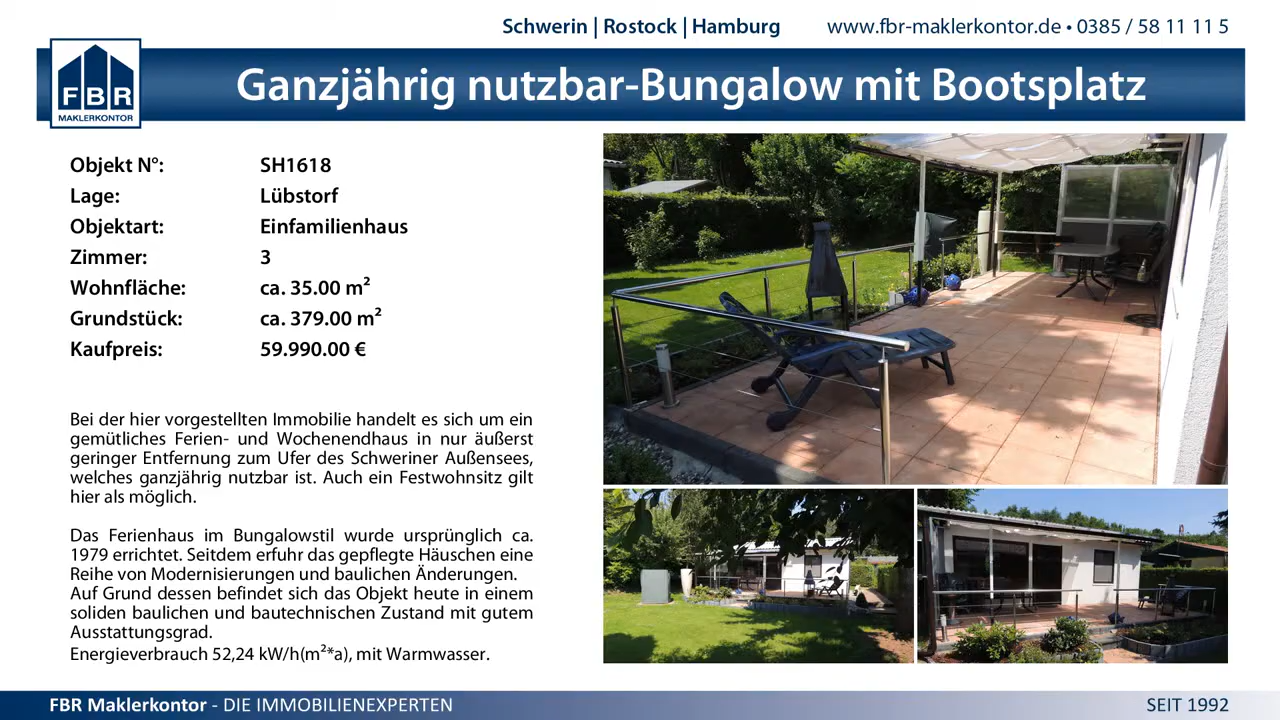 Schwerin | Rostock | Hamburg www.fbr-maklerkontor.de • 0385 / 58 11 11 5
FBR
MAKLERKONTOR
Ganzjährig nutzbar-Bungalow mit Bootsplatz
Objekt N°: SH1618
Lage: Lübstorf
Objektart: Einfamilienhaus
Zimmer: 3
Wohnfläche: ca. 35.00 m²
Grundstück: ca. 379.00 m²
Kaufpreis: 59.990.00 €
Bei der hier vorgestellten Immobilie handelt es sich um ein
gemütliches Ferien- und Wochenendhaus in nur äußerst
geringer Entfernung zum Ufer des Schweriner Außensees,
welches ganzjährig nutzbar ist. Auch ein Festwohnsitz gilt
hier als möglich.
Das Ferienhaus im Bungalowstil wurde ursprünglich ca.
1979 errichtet. Seitdem erfuhr das gepflegte Häuschen eine
Reihe von Modernisierungen und baulichen Änderungen.
Auf Grund dessen befindet sich das Objekt heute in einem
soliden baulichen und bautechnischen Zustand mit gutem
Ausstattungsgrad.
Energieverbrauch 52,24 kW/h(m²*a), mit Warmwasser.
FBR Maklerkontor - DIE IMMOBILIENEXPERTEN SEIT 1992